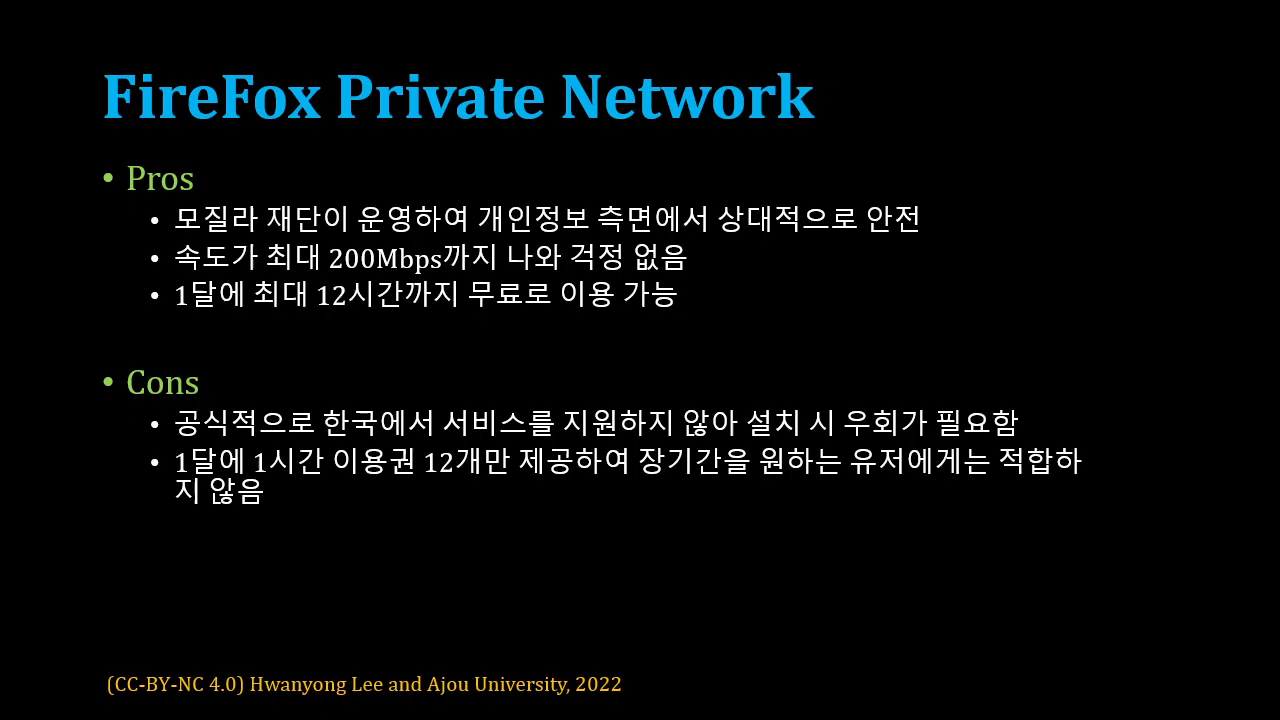 FireFox Private Network
• Pros
• 모질라 재단이 운영하여 개인정보 측면에서 상대적으로 안전
• 속도가 최대 200Mbps까지 나와 걱정 없음
• 1달에 최대 12시간까지 무료로 이용 가능
• Cons
• 공식적으로 한국에서 서비스를 지원하지 않아 설치 시 우회가 필요함
• 1달에 1시간 이용권 12개만 제공하여 장기간을 원하는 유저에게는 적합하
지 않음
(CC-BY-NC 4.0) Hwanyong Lee and Ajou University, 2022